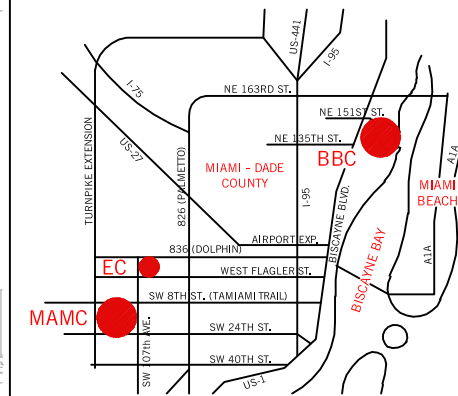 US-441
I-95
I-75
NE 163RD ST.
US-27
NE 151ST ST.
NE 135TH ST.
BBC
A1A
TURNPIKE EXTENSION
826 (PALMETTO)
MIAMI - DADE
COUNTY
I-95
BISCAYNE BLVD.
MIAMI
BEACH
AIRPORT EXP.
836 (DOLPHIN)
BISCAYNE BAY
A1A
EC
WEST FLAGLER ST.
SW 8TH ST. (TAMIAMI TRAIL)
MAMC
SW 24TH ST.
SW 107th AVE.
SW 40TH ST.
US-1